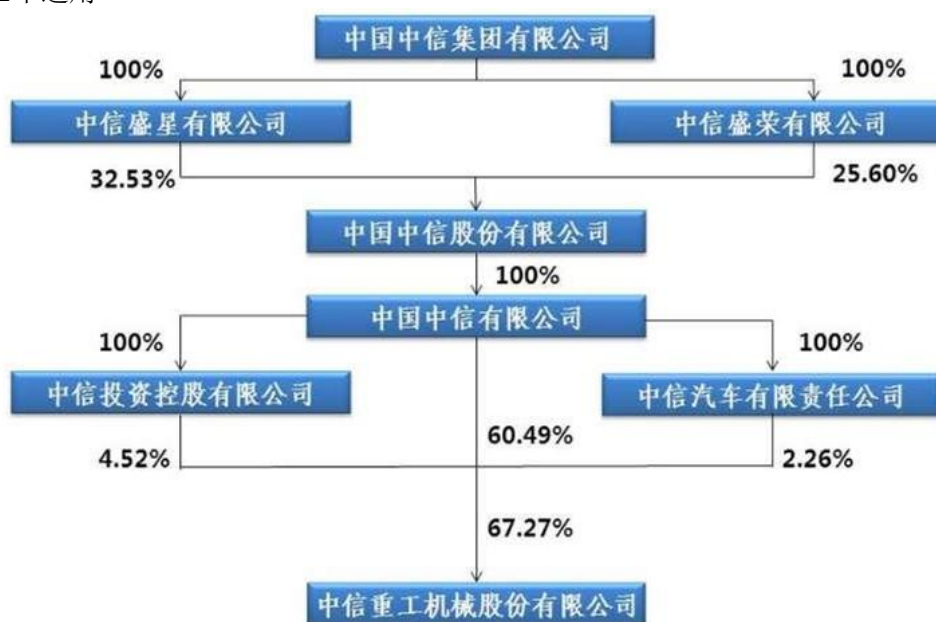 中国中信集团有限公司
100%
100%
中信盛星有限公司
中信盛荣有限公司
32.53%
25.60%
中国中信股份有限公司
100%
中国中信有限公司
100%
100%
中信投资控股有限公司
中信汽车有限责任公司
60.49%
4.52%
2.26%
67.27%
中信重工机械股份有限公司